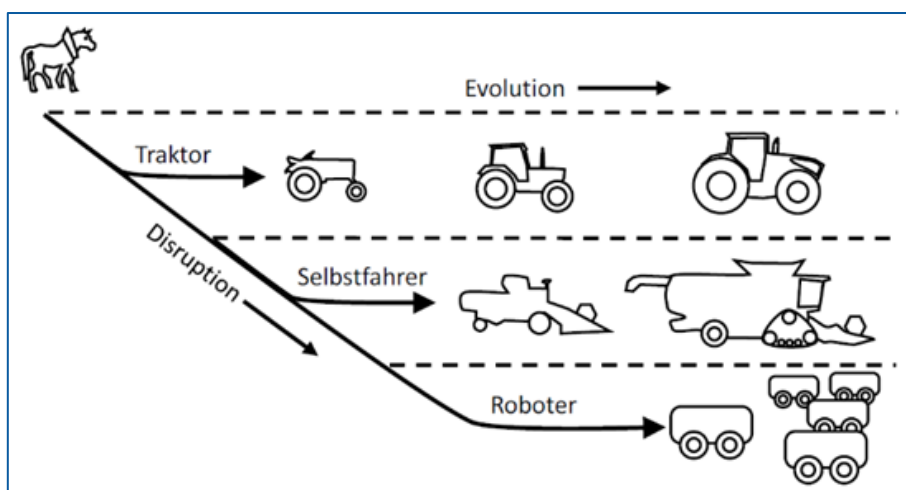 Evolution
Traktor
Disruption
Selbstfahrer
Roboter